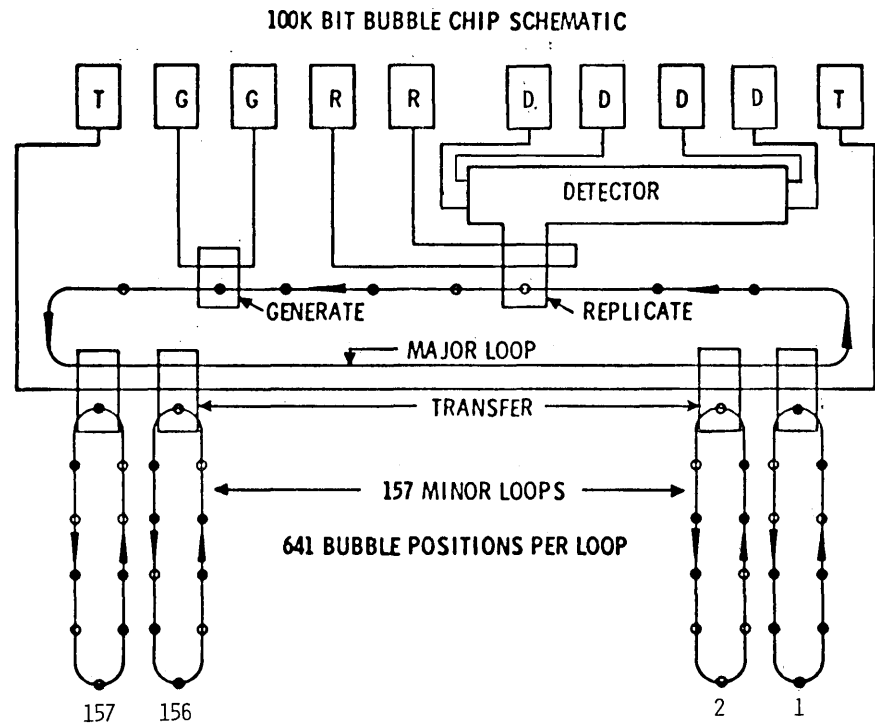 100K BIT BUBBLE CHIP SCHEMATIC
T G G R R D. D D D T
DETECTOR
GENERATE REPLICATE
MAJOR LOOP
TRANSFER
157 MINOR LOOPS
641 BUBBLE POSITIONS PER LOOP
157 156 2 1